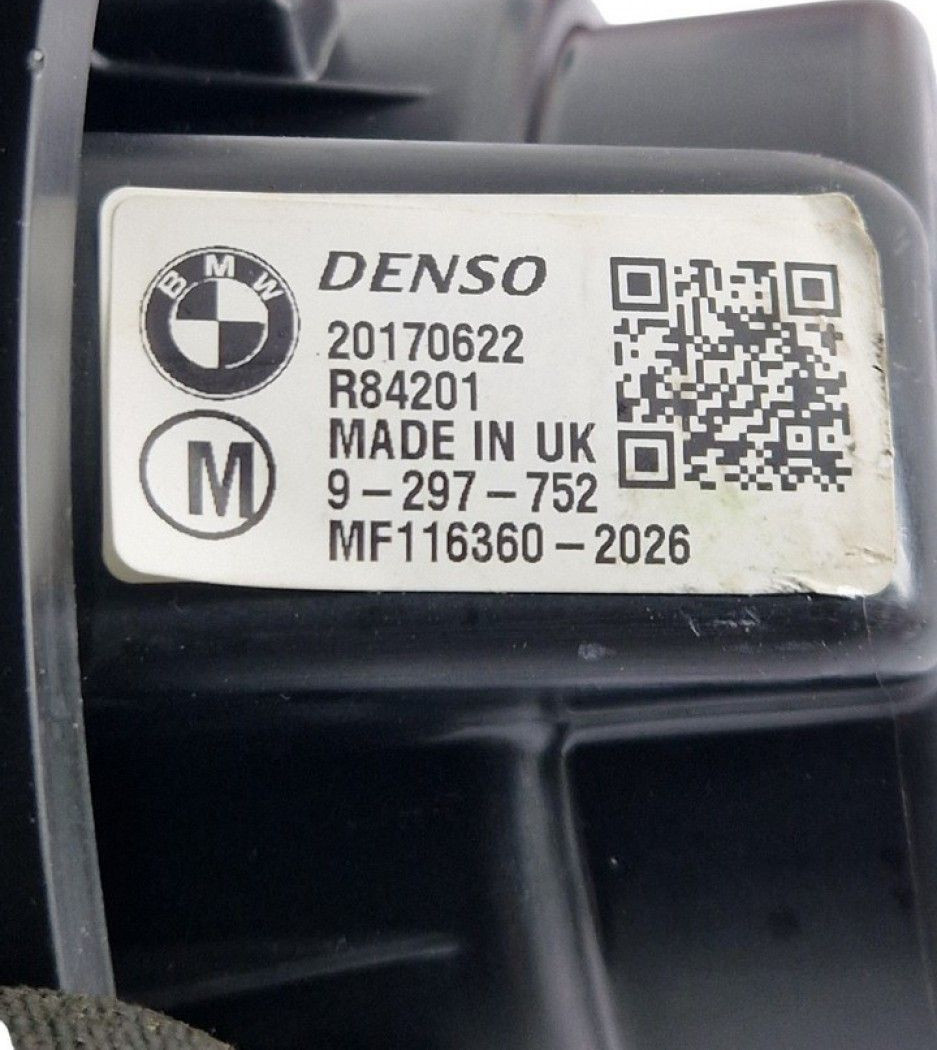 BMW
DENSO
20170622
R84201
MADE IN UK
M
9-297-752
MF116360-2026